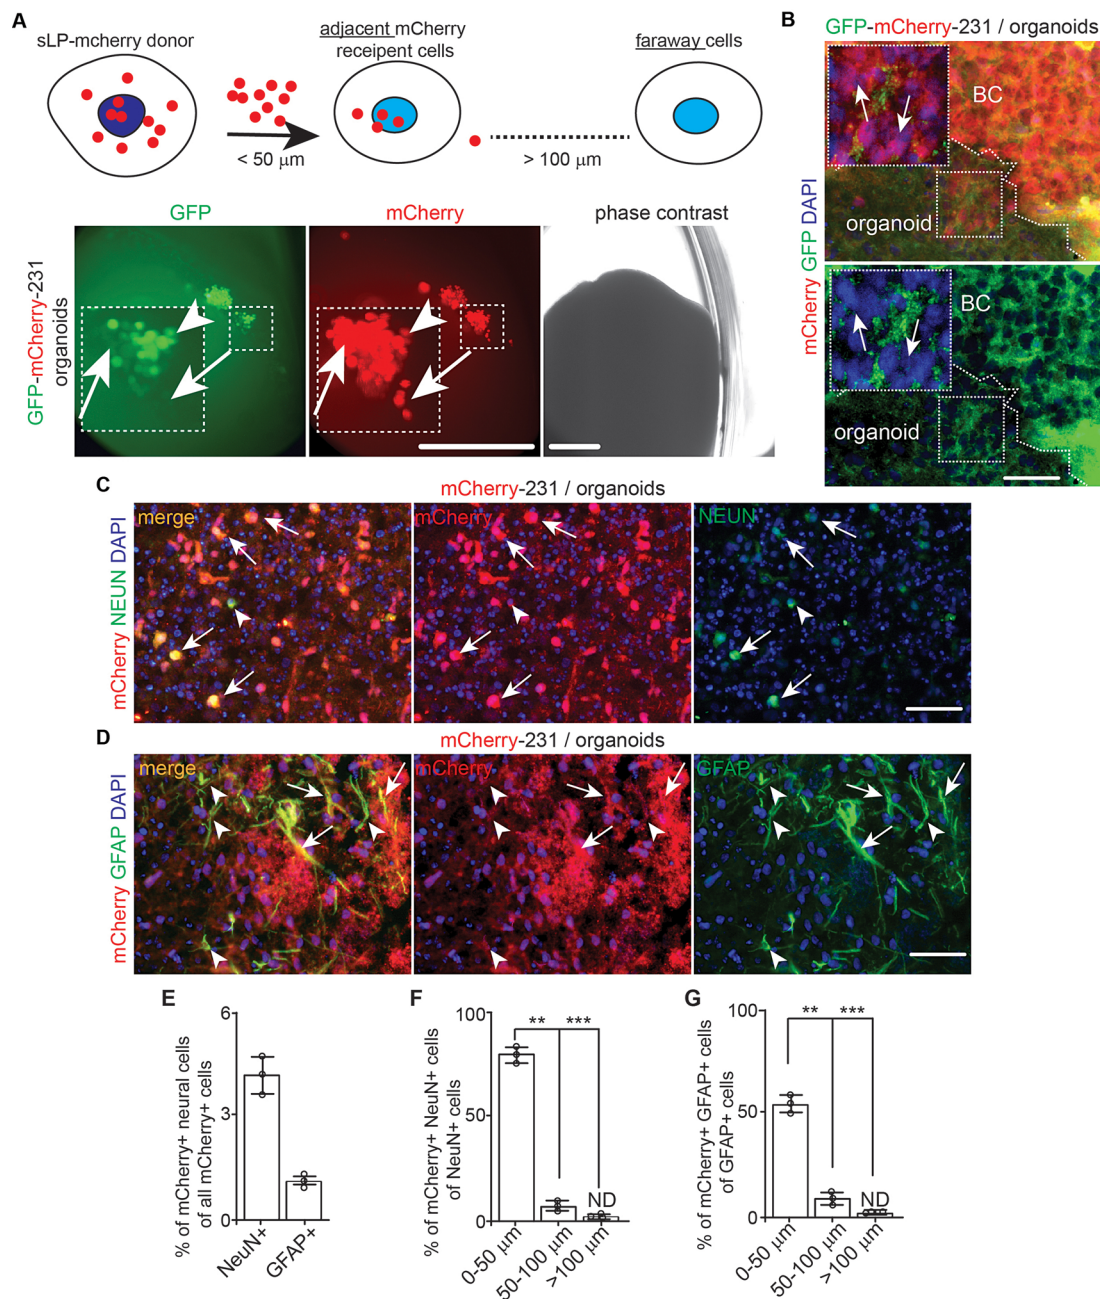 A
sLP-mcherry donor
adjacent mCherry
receipent cells
faraway cells
< 50 μm
> 100 μm
GFP
mCherry
phase contrast
GFP-mCherry-231
organoids
B
GFP-mCherry-231 / organoids
mCherry GFP DAPI
BC
organoid
BC
organoid
C
mCherry-231 / organoids
mCherry NEUN DAPI
merge
mCherry
NEUN
D
mCherry-231 / organoids
mCherry GFAP DAPI
merge
mCherry
GFAP
E
% of mCherry+ neural cells
of all mCherry+ cells
6
3
0
NeuN+
GFAP+
F
% of mCherry+ NeuN+ cells
of NeuN+ cells
100
50
0
**
***
ND
0-50 μm
50-100 μm
>100 μm
G
% of mCherry+ GFAP+ cells
of GFAP+ cells
100
50
0
**
***
ND
0-50 μm
50-100 μm
>100 μm